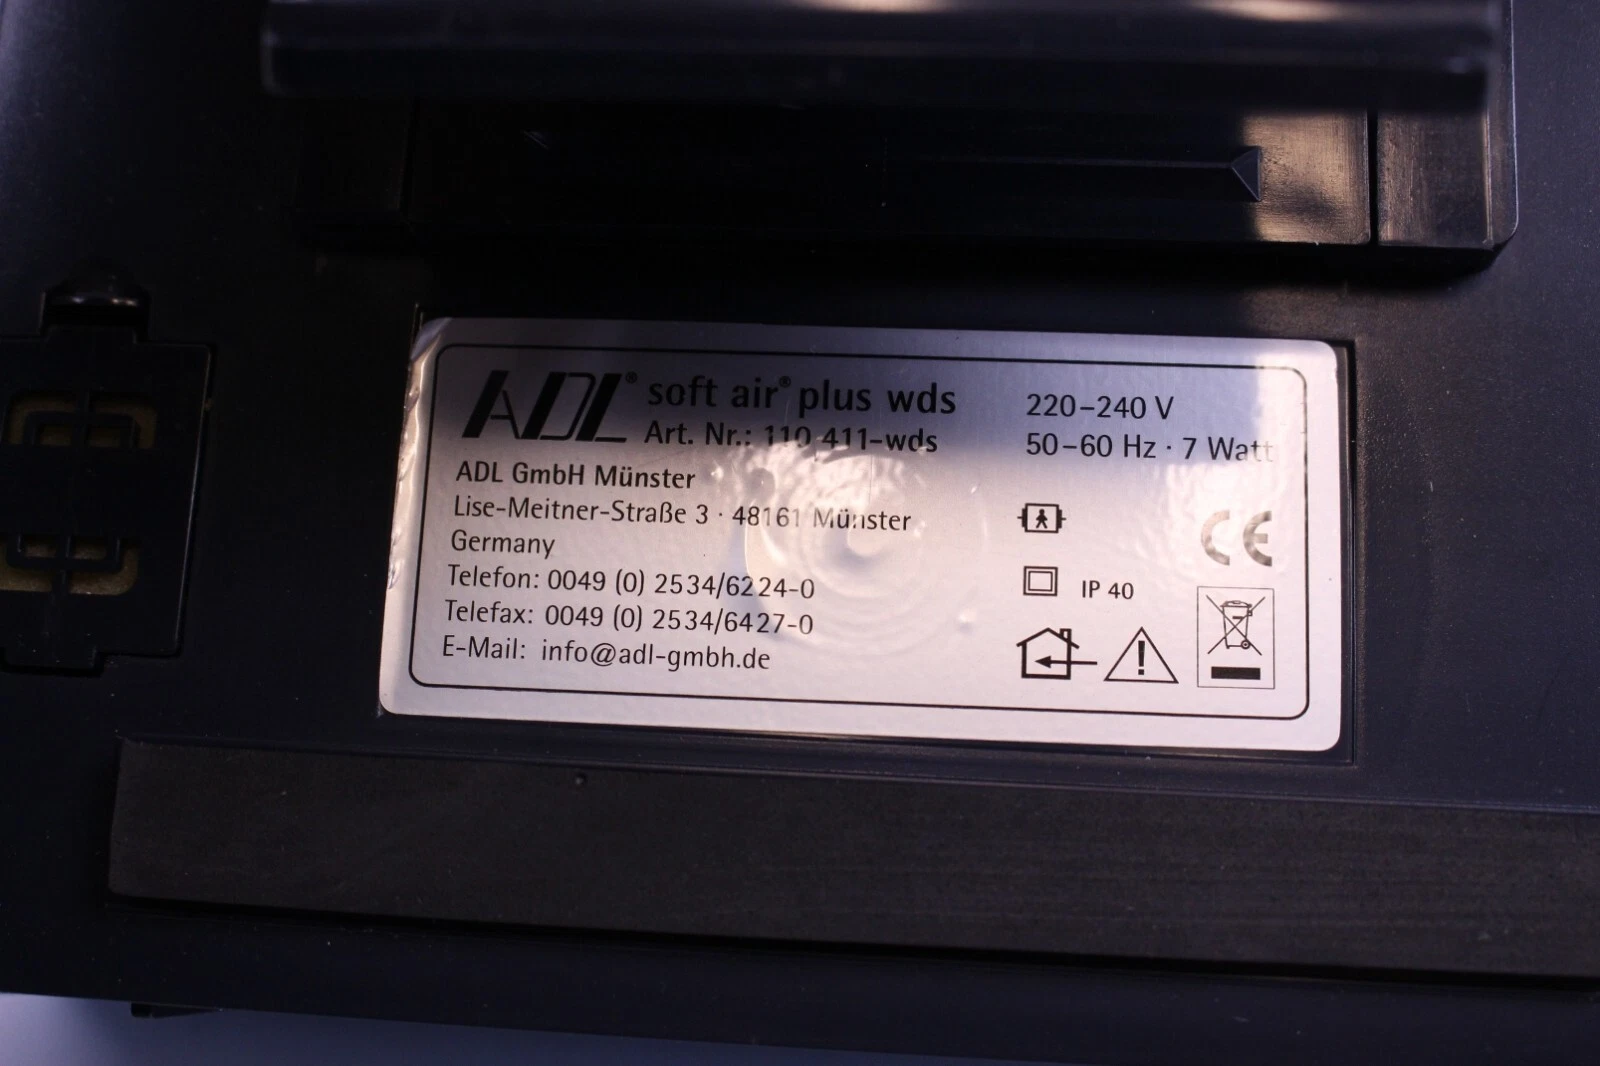 ADL® soft air® plus wds
Art. Nr.: 110 411-wds
ADL GmbH Münster
Lise-Meitner-Straße 3 · 48161 Münster
Germany
Telefon: 0049 (0) 2534/6224-0
Telefax: 0049 (0) 2534/6427-0
E-Mail: info@adl-gmbh.de
220-240 V
50-60 Hz · 7 Watt
CE
IP 40